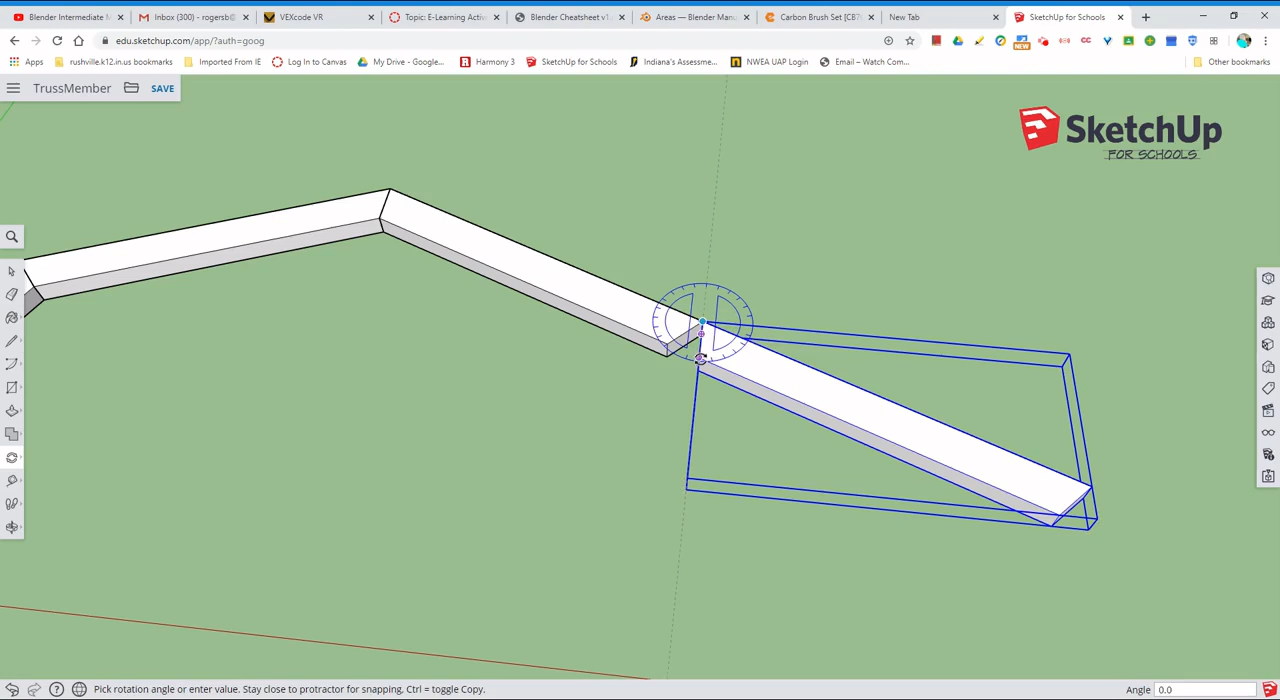 Blender Intermediate M
Inbox (300) - rogersb@
VEXcode VR
Topic: E-Learning Activ
Blender Cheatsheet v1
Areas — Blender Manu
Carbon Brush Set [CB7
New Tab
SketchUp for Schools
edu.sketchup.com/app/?auth=goog
NEW
CC
Apps
rushville.k12.in.us bookmarks
Imported From IE
Log In to Canvas
My Drive - Google...
Harmony 3
SketchUp for Schools
Indiana's Assessme...
NWEA UAP Login
Email – Watch Com...
Other bookmarks
TrussMember
SAVE
SketchUp
FOR SCHOOLS
Pick rotation angle or enter value. Stay close to protractor for snapping, Ctrl = toggle Copy.
Angle 0.0